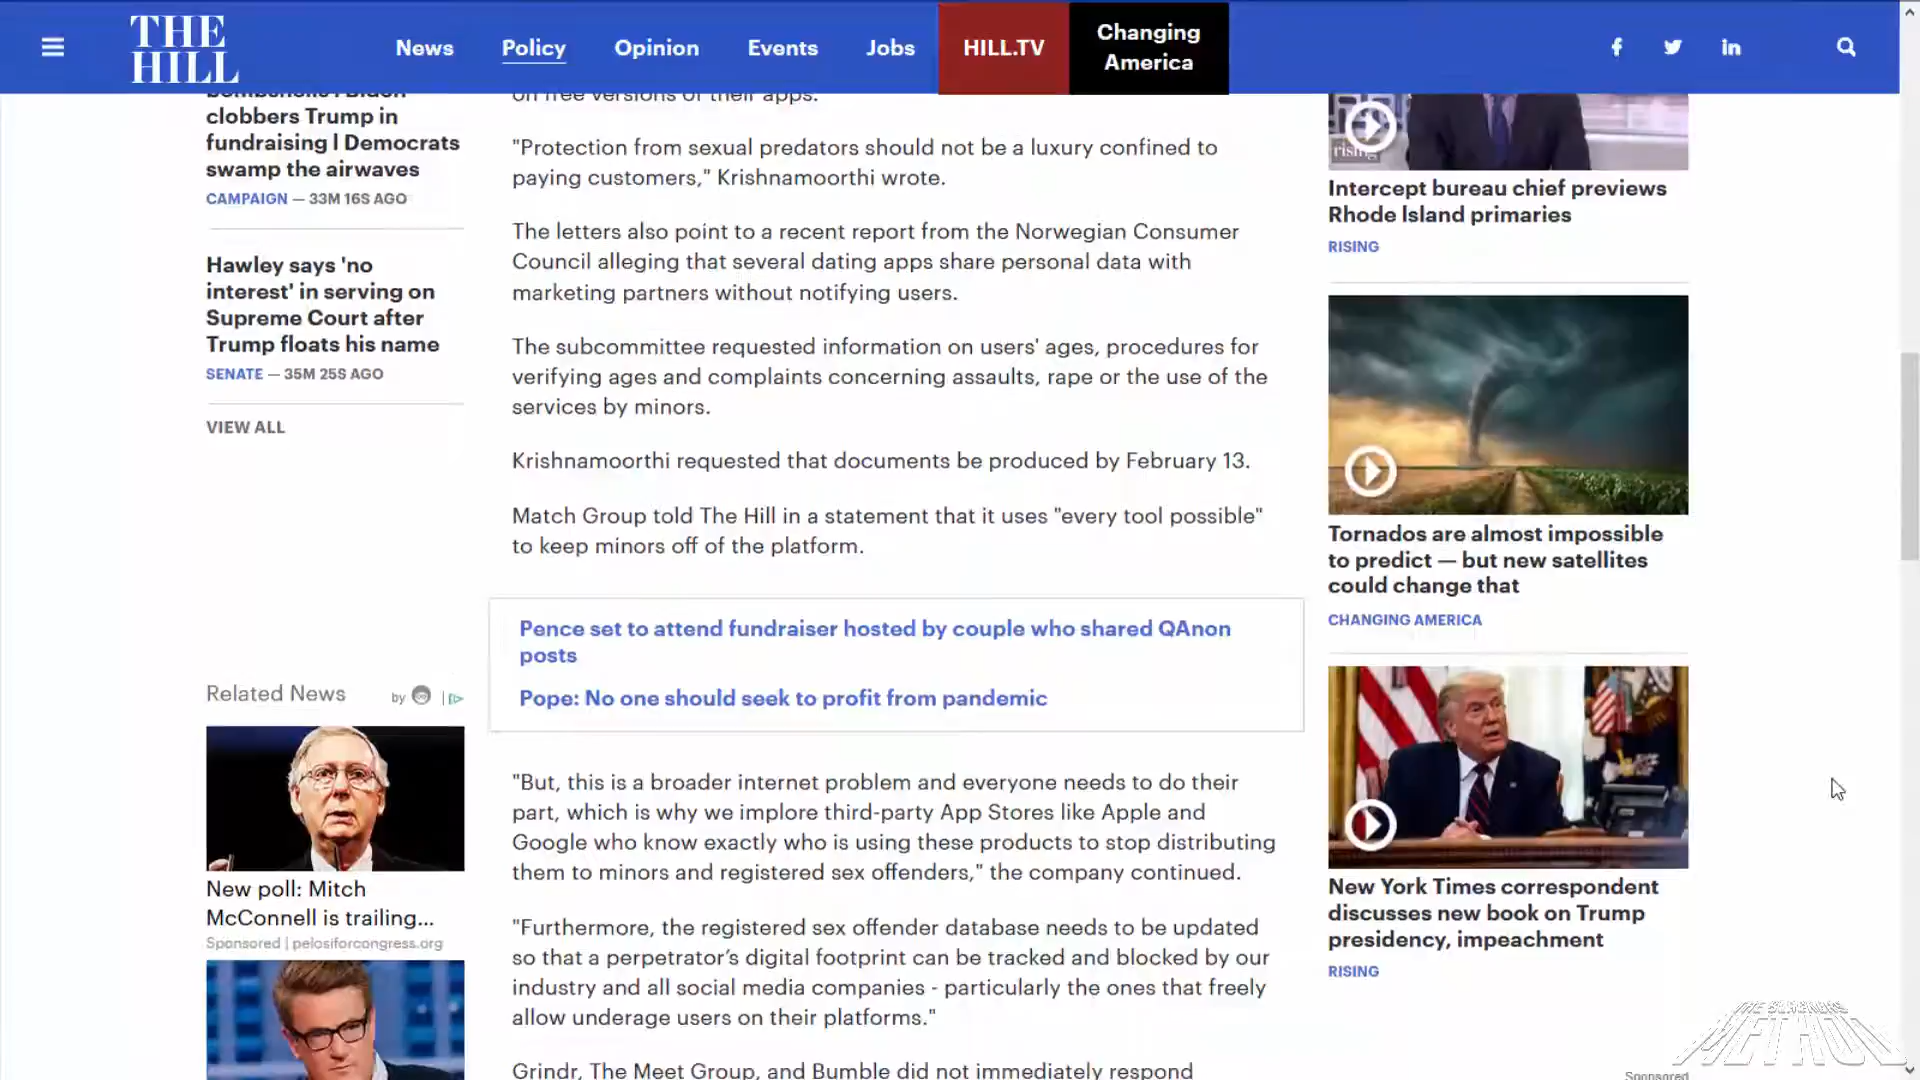 THE
HILL
News
Policy
Opinion
Events
Jobs
HILL.TV
Changing
America
clobbers Trump in
fundraising | Democrats
swamp the airwaves
CAMPAIGN — 33M 16S AGO
Hawley says 'no
interest' in serving on
Supreme Court after
Trump floats his name
SENATE — 35M 25S AGO
VIEW ALL
Related News
by
New poll: Mitch
McConnell is trailing...
Sponsored | pelosiforcongress.org
on free versions of their apps.
"Protection from sexual predators should not be a luxury confined to
paying customers," Krishnamoorthi wrote.
The letters also point to a recent report from the Norwegian Consumer
Council alleging that several dating apps share personal data with
marketing partners without notifying users.
The subcommittee requested information on users' ages, procedures for
verifying ages and complaints concerning assaults, rape or the use of the
services by minors.
Krishnamoorthi requested that documents be produced by February 13.
Match Group told The Hill in a statement that it uses "every tool possible"
to keep minors off of the platform.
Pence set to attend fundraiser hosted by couple who shared QAnon
posts
Pope: No one should seek to profit from pandemic
"But, this is a broader internet problem and everyone needs to do their
part, which is why we implore third-party App Stores like Apple and
Google who know exactly who is using these products to stop distributing
them to minors and registered sex offenders," the company continued.
"Furthermore, the registered sex offender database needs to be updated
so that a perpetrator's digital footprint can be tracked and blocked by our
industry and all social media companies - particularly the ones that freely
allow underage users on their platforms."
Grindr, The Meet Group, and Bumble did not immediately respond
rising
Intercept bureau chief previews
Rhode Island primaries
RISING
Tornados are almost impossible
to predict — but new satellites
could change that
CHANGING AMERICA
New York Times correspondent
discusses new book on Trump
presidency, impeachment
RISING
Sponsored